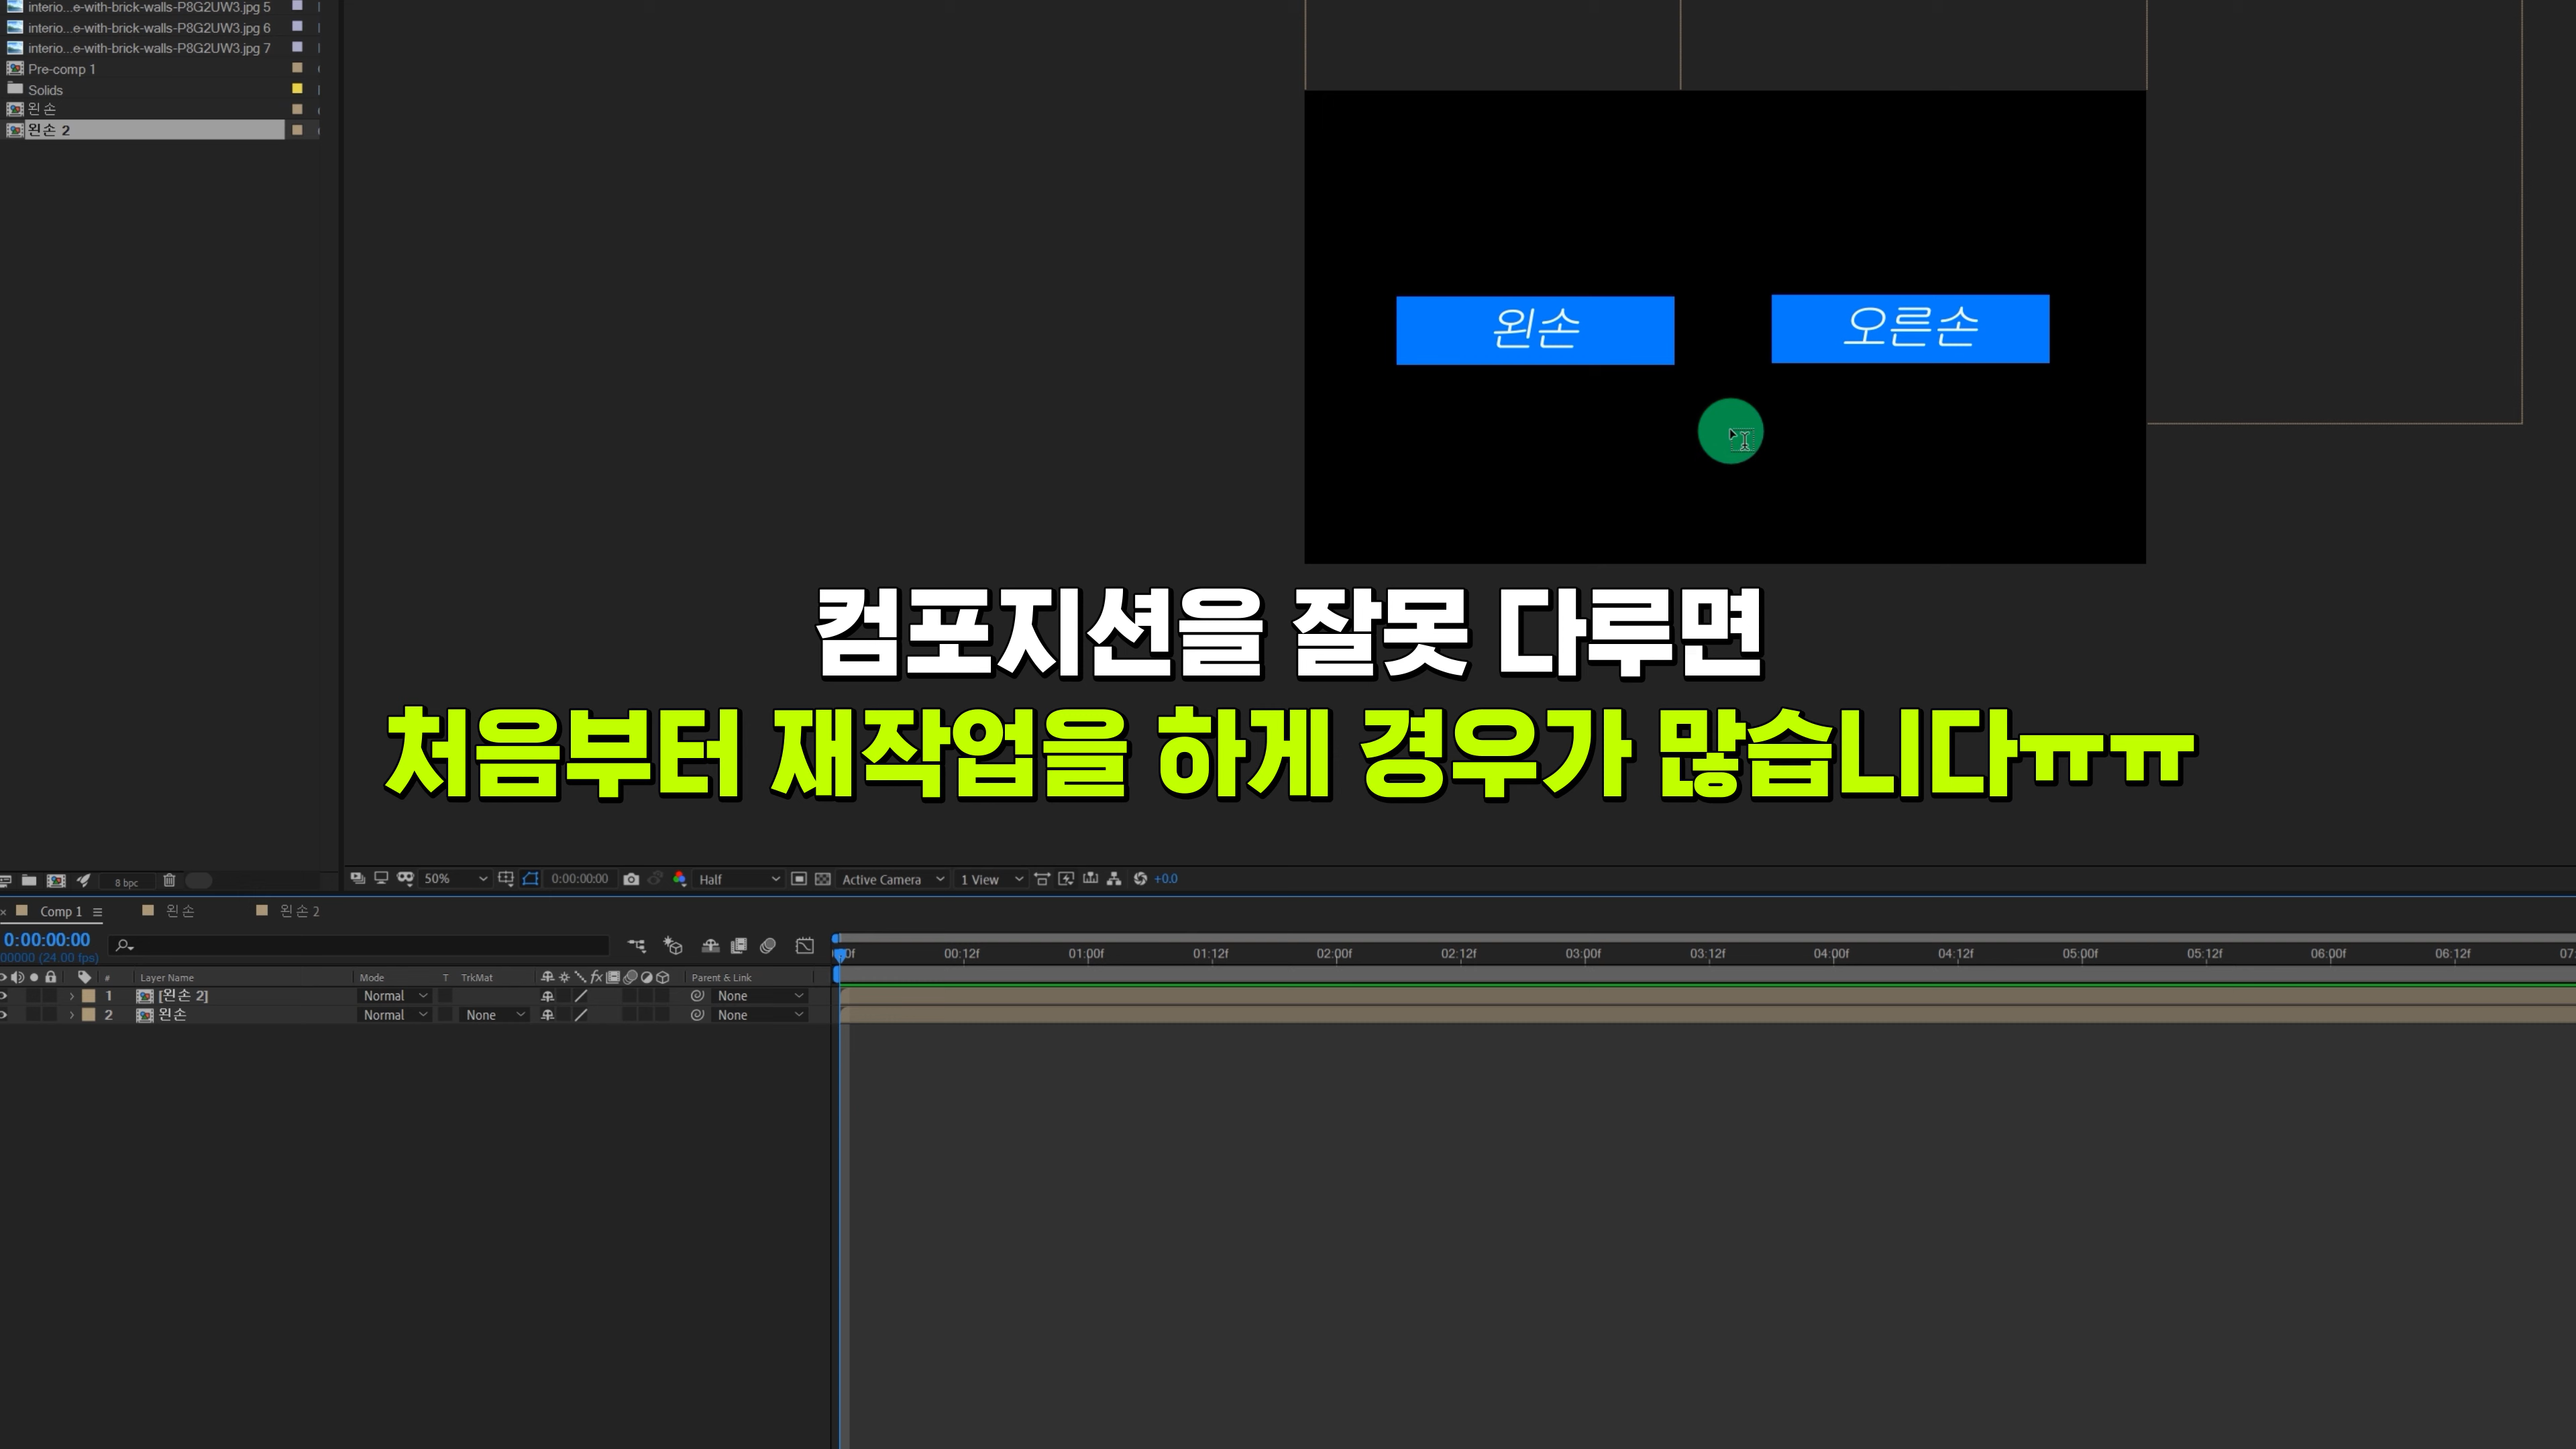 interio...e-with-brick-walls-P8G2UW3.jpg 5
interio...e-with-brick-walls-P8G2UW3.jpg 6
interio...e-with-brick-walls-P8G2UW3.jpg 7
Pre-comp 1
Solids
왼손
왼손 2
왼손
오른손
컴포지션을 잘못 다루면
처음부터 재작업을 하게 경우가 많습니다ㅠㅠ
8 bpc
50%
0:00:00:00
Half
Active Camera
1 View
+0.0
Comp 1
왼손
왼손 2
0:00:00:00
00000 (24.00 fps)
00:12f 01:00f 01:12f 02:00f 02:12f 03:00f 03:12f 04:00f 04:12f 05:00f 05:12f 06:00f 06:12f
# Layer Name Mode T TrkMat fx Parent & Link
1 [왼손 2] Normal None
2 왼손 Normal None None